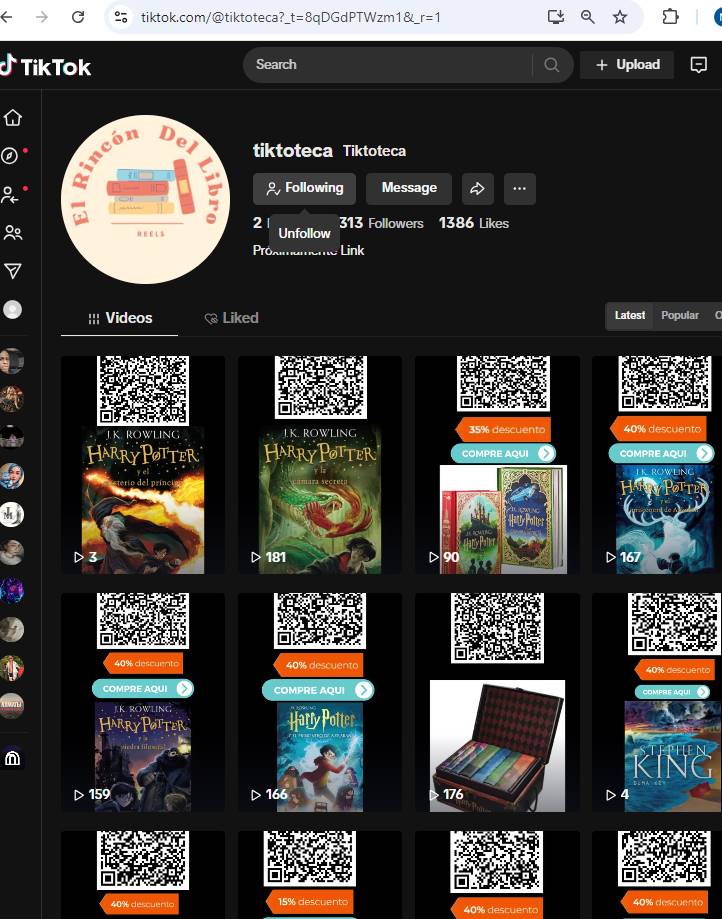 tiktok.com/@tiktoteca?_t=8qDGdPTWzm1&_r=1
TikTok
Search
Upload
El Rincón Del Libro
REELS
tiktoteca Tiktoteca
Following
Message
2
313 Followers 1386 Likes
Unfollow
Próximamente Link
Videos
Liked
Latest
Popular
J.K. ROWLING
HARRY POTTER
y el
misterio del príncipe
3
J.K. ROWLING
HARRY POTTER
y la
cámara secreta
181
35% descuento
COMPRE AQUI
Harry Potter
Harry Potter
90
40% descuento
COMPRE AQUI
J.K. ROWLING
HARRY POTTER
y el
prisionero de Azkaban
167
40% descuento
COMPRE AQUI
J.K. ROWLING
HARRY POTTER
y la
piedra filosofal
159
40% descuento
COMPRE AQUI
J.K. ROWLING
Harry Potter
Y EL PRISIONERO DE AZKABAN
166
176
40% descuento
COMPRE AQUI
STEPHEN
KING
DUMA KEY
4
40% descuento
15% descuento
40% descuento
40% descuento